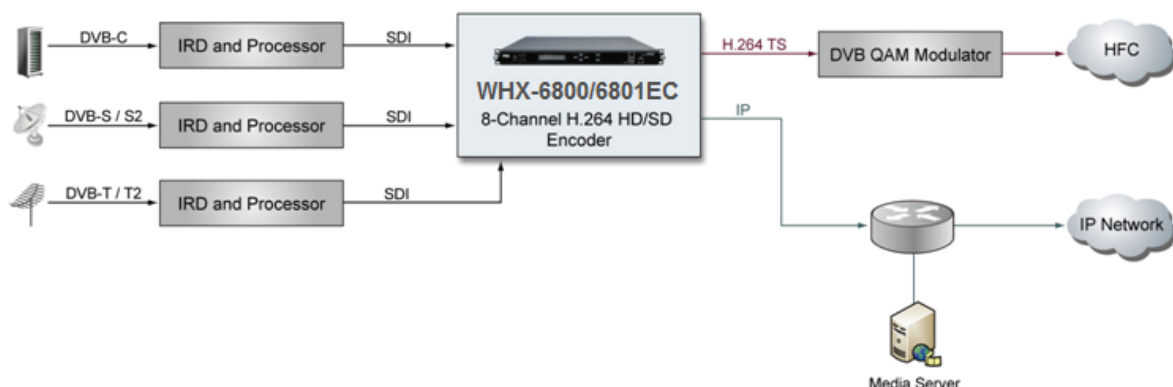 DVB-C
IRD and Processor
SDI
DVB-S / S2
IRD and Processor
SDI
DVB-T / T2
IRD and Processor
SDI
WHX-6800/6801EC
8-Channel H.264 HD/SD
Encoder
H.264 TS
DVB QAM Modulator
HFC
IP
IP Network
Media Server